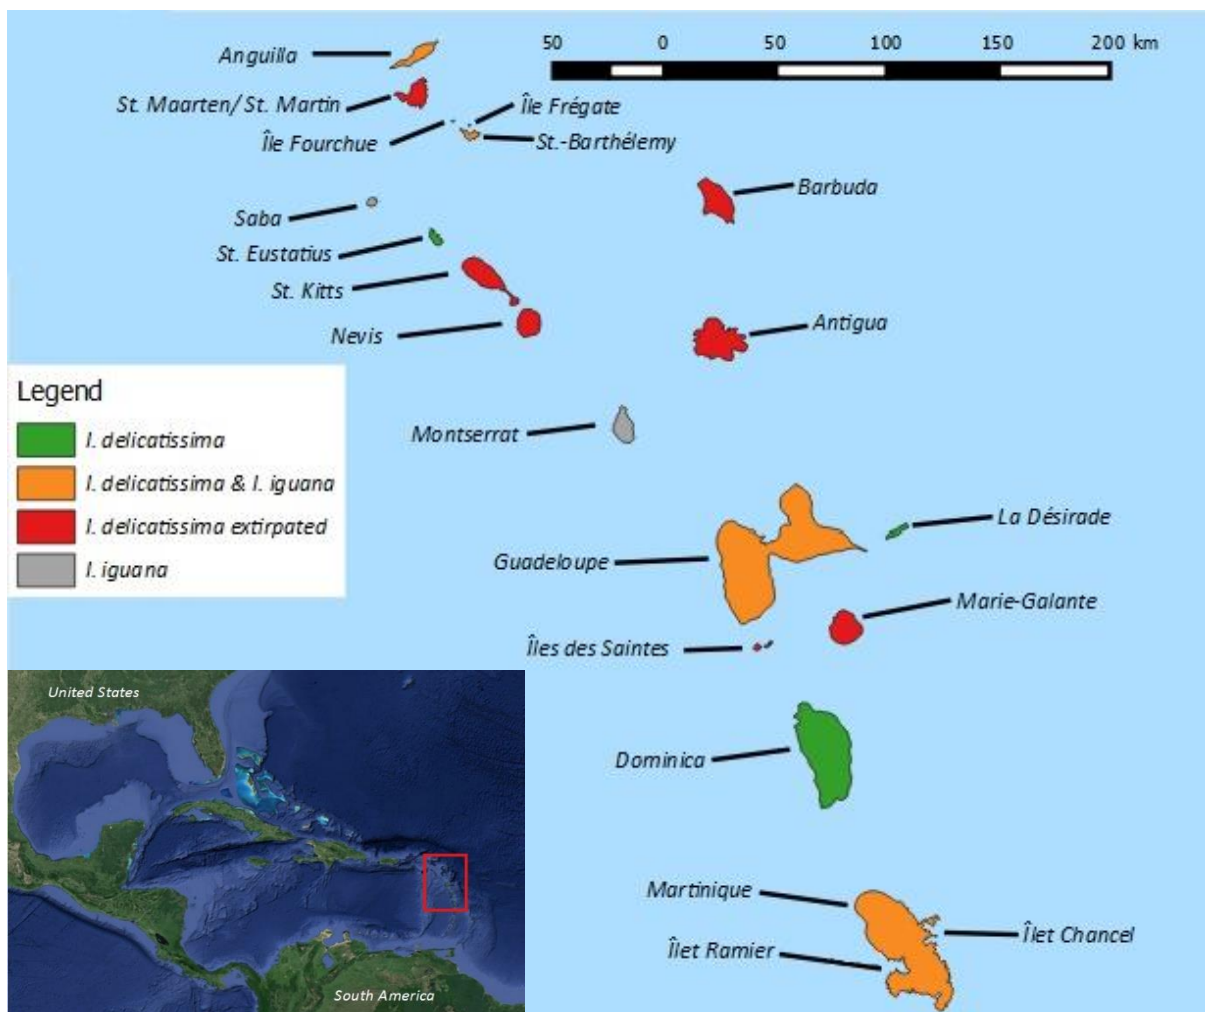 50 0 50 100 150 200 km
Anguilla
St. Maarten/ St. Martin
Île Frégate
Île Fourchue
St.-Barthélemy
Barbuda
Saba
St. Eustatius
St. Kitts
Nevis
Antigua
Legend
I. delicatissima
I. delicatissima & I. iguana
I. delicatissima extirpated
I. iguana
Montserrat
La Désirade
Guadeloupe
Marie-Galante
Îles des Saintes
United States
Dominica
Martinique
Îlet Chancel
Îlet Ramier
South America